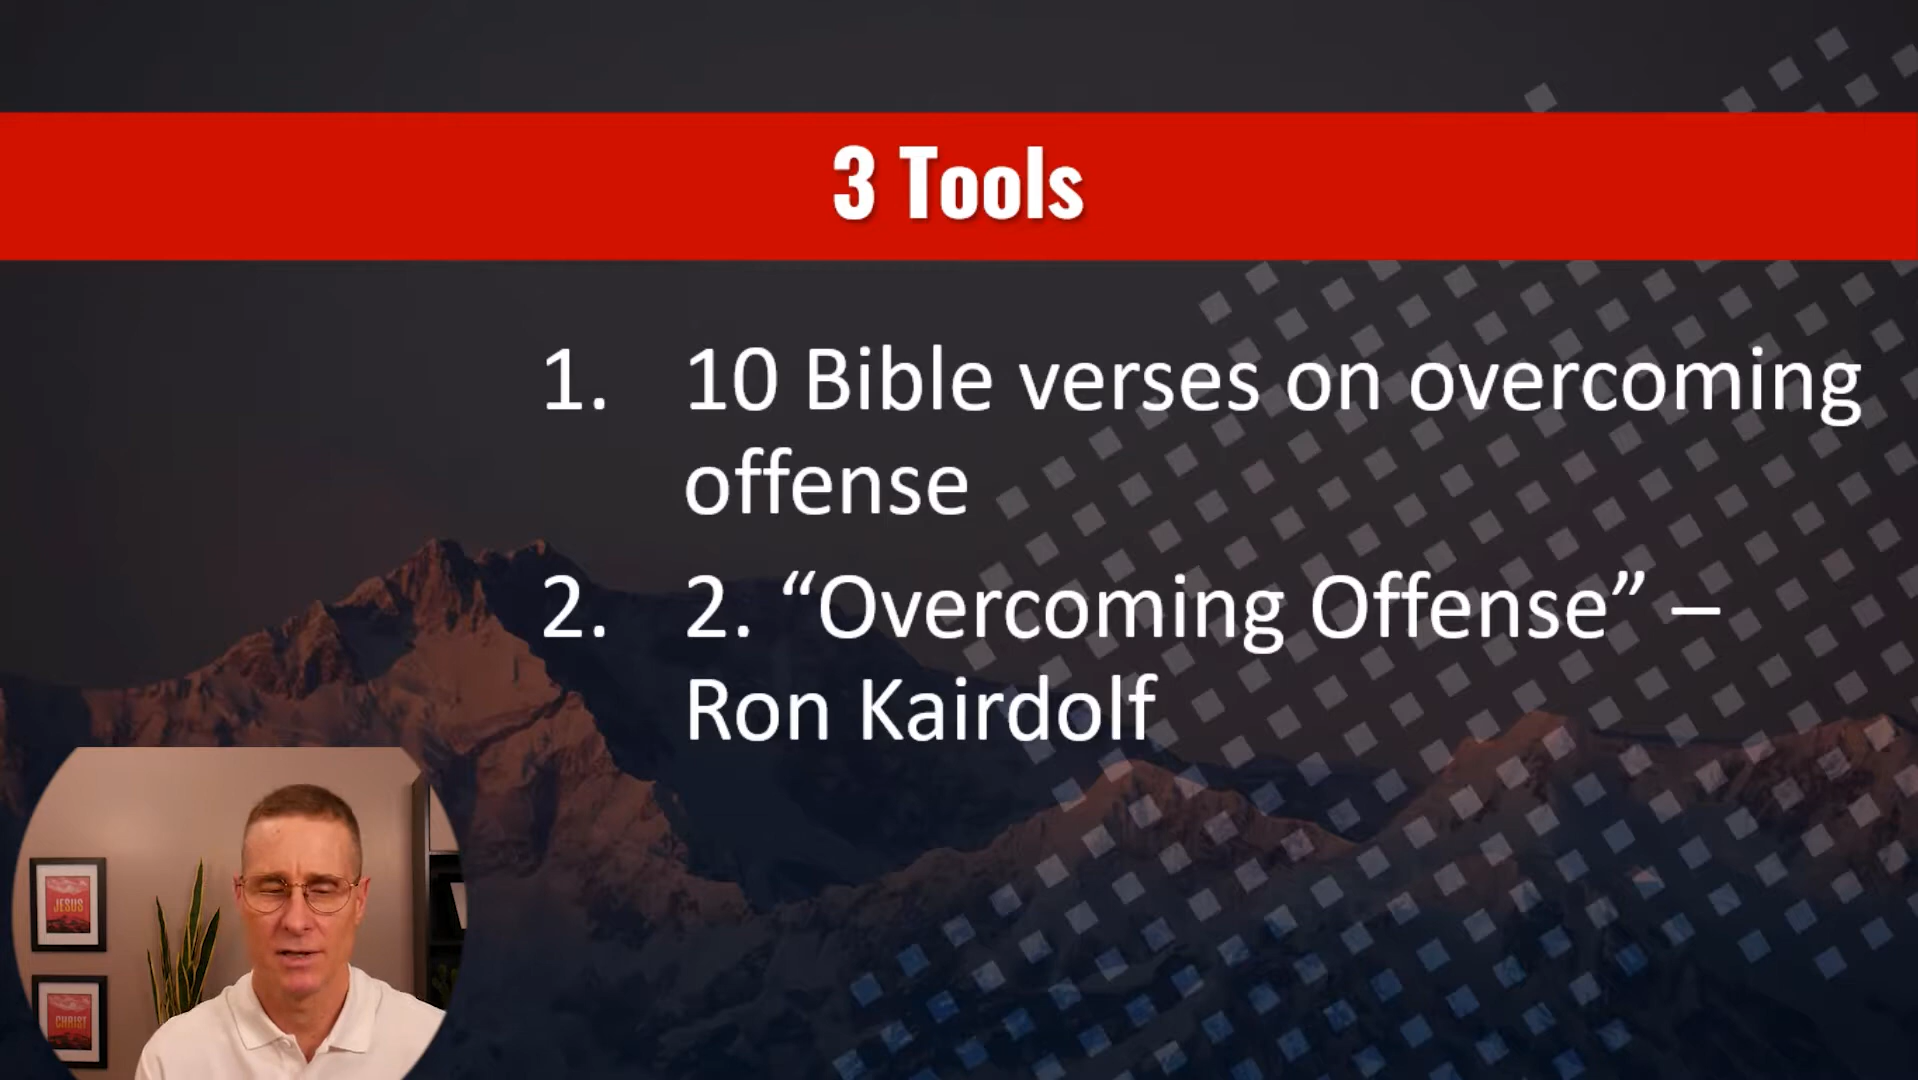 3 Tools
1. 10 Bible verses on overcoming
offense
2. 2. “Overcoming Offense” –
Ron Kairdolf
JESUS
CHRIST